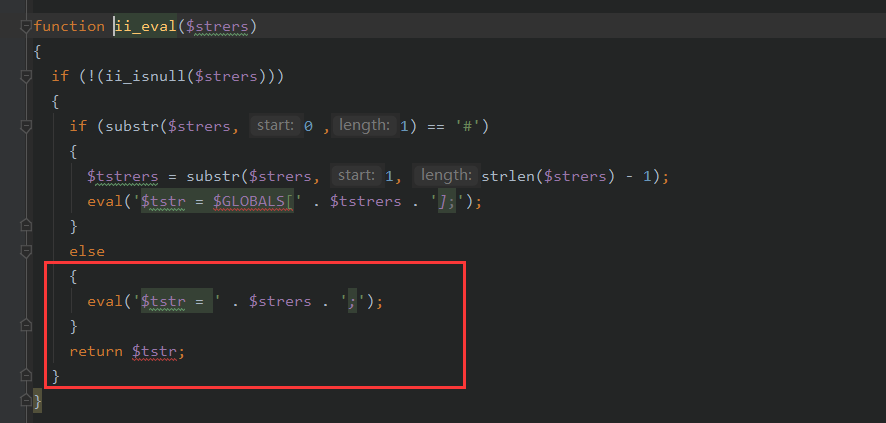 function ii_eval($strers)
{
if (!(ii_isnull($strers)))
{
if (substr($strers, start: 0 , length: 1) == '#')
{
$tstrers = substr($strers, start: 1, length: strlen($strers) - 1);
eval('$tstr = $GLOBALS[' . $tstrers . '];');
}
else
{
eval('$tstr = ' . $strers . ';');
}
return $tstr;
}
}